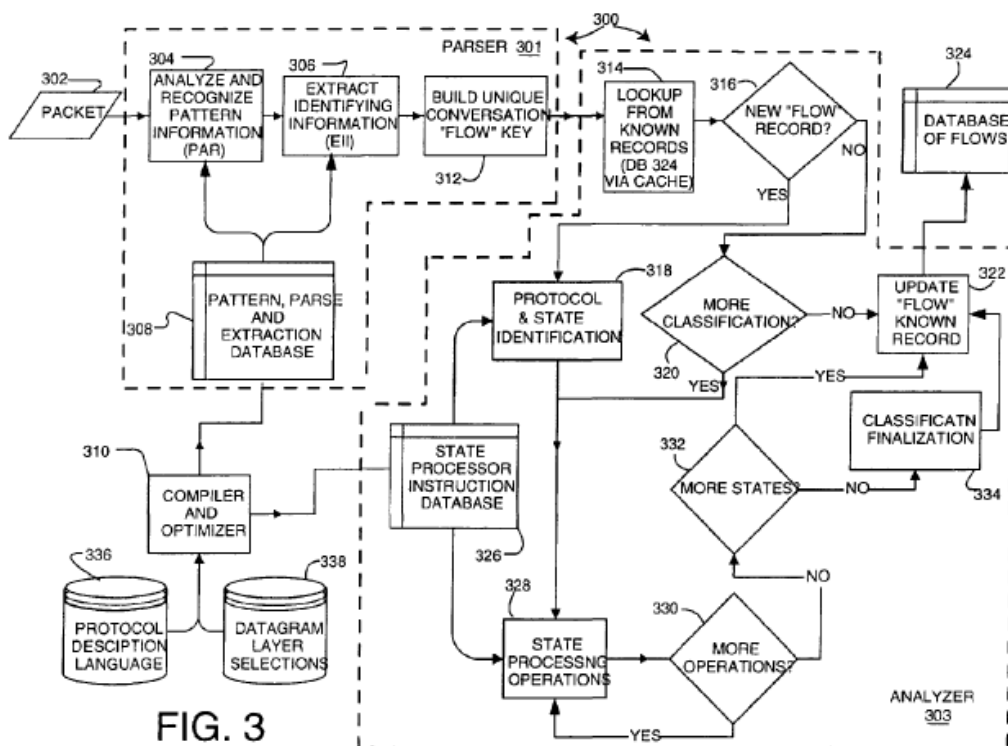 300
PARSER 301
302
PACKET
304
ANALYZE AND
RECOGNIZE
PATTERN
INFORMATION
(PAR)
306
EXTRACT
IDENTIFYING
INFORMATION
(EII)
BUILD UNIQUE
CONVERSATION
"FLOW" KEY
312
314
LOOKUP
FROM
KNOWN
RECORDS
(DB 324
VIA CACHE)
316
NEW "FLOW"
RECORD?
NO
YES
324
DATABASE
OF FLOWS
308
PATTERN, PARSE
AND
EXTRACTION
DATABASE
318
PROTOCOL
& STATE
IDENTIFICATION
MORE
CLASSIFICATION?
320
NO
YES
322
UPDATE
"FLOW"
KNOWN
RECORD
YES
310
COMPILER
AND
OPTIMIZER
STATE
PROCESSOR
INSTRUCTION
DATABASE
326
332
MORE STATES?
NO
CLASSIFICATN
FINALIZATION
334
336
PROTOCOL
DESCIPTION
LANGUAGE
338
DATAGRAM
LAYER
SELECTIONS
328
STATE
PROCESSNG
OPERATIONS
330
MORE
OPERATIONS?
NO
YES
ANALYZER
303
FIG. 3